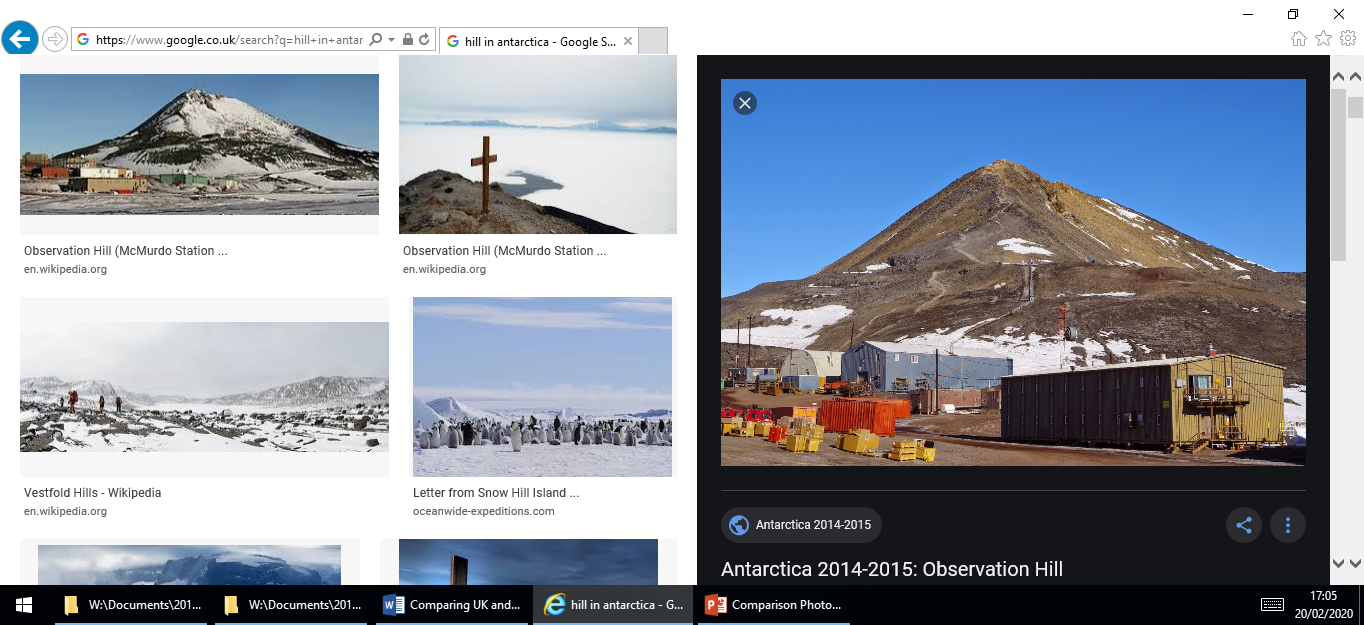 https://www.google.co.uk/search?q=hill+in+antar
hill in antarctica - Google S...
Observation Hill (McMurdo Station ...
en.wikipedia.org
Observation Hill (McMurdo Station ...
en.wikipedia.org
Vestfold Hills - Wikipedia
en.wikipedia.org
Letter from Snow Hill Island ...
oceanwide-expeditions.com
Antarctica 2014-2015
Antarctica 2014-2015: Observation Hill
W:\Documents\201...
W:\Documents\201...
Comparing UK and...
hill in antarctica - G...
Comparison Photo...
17:05
20/02/2020